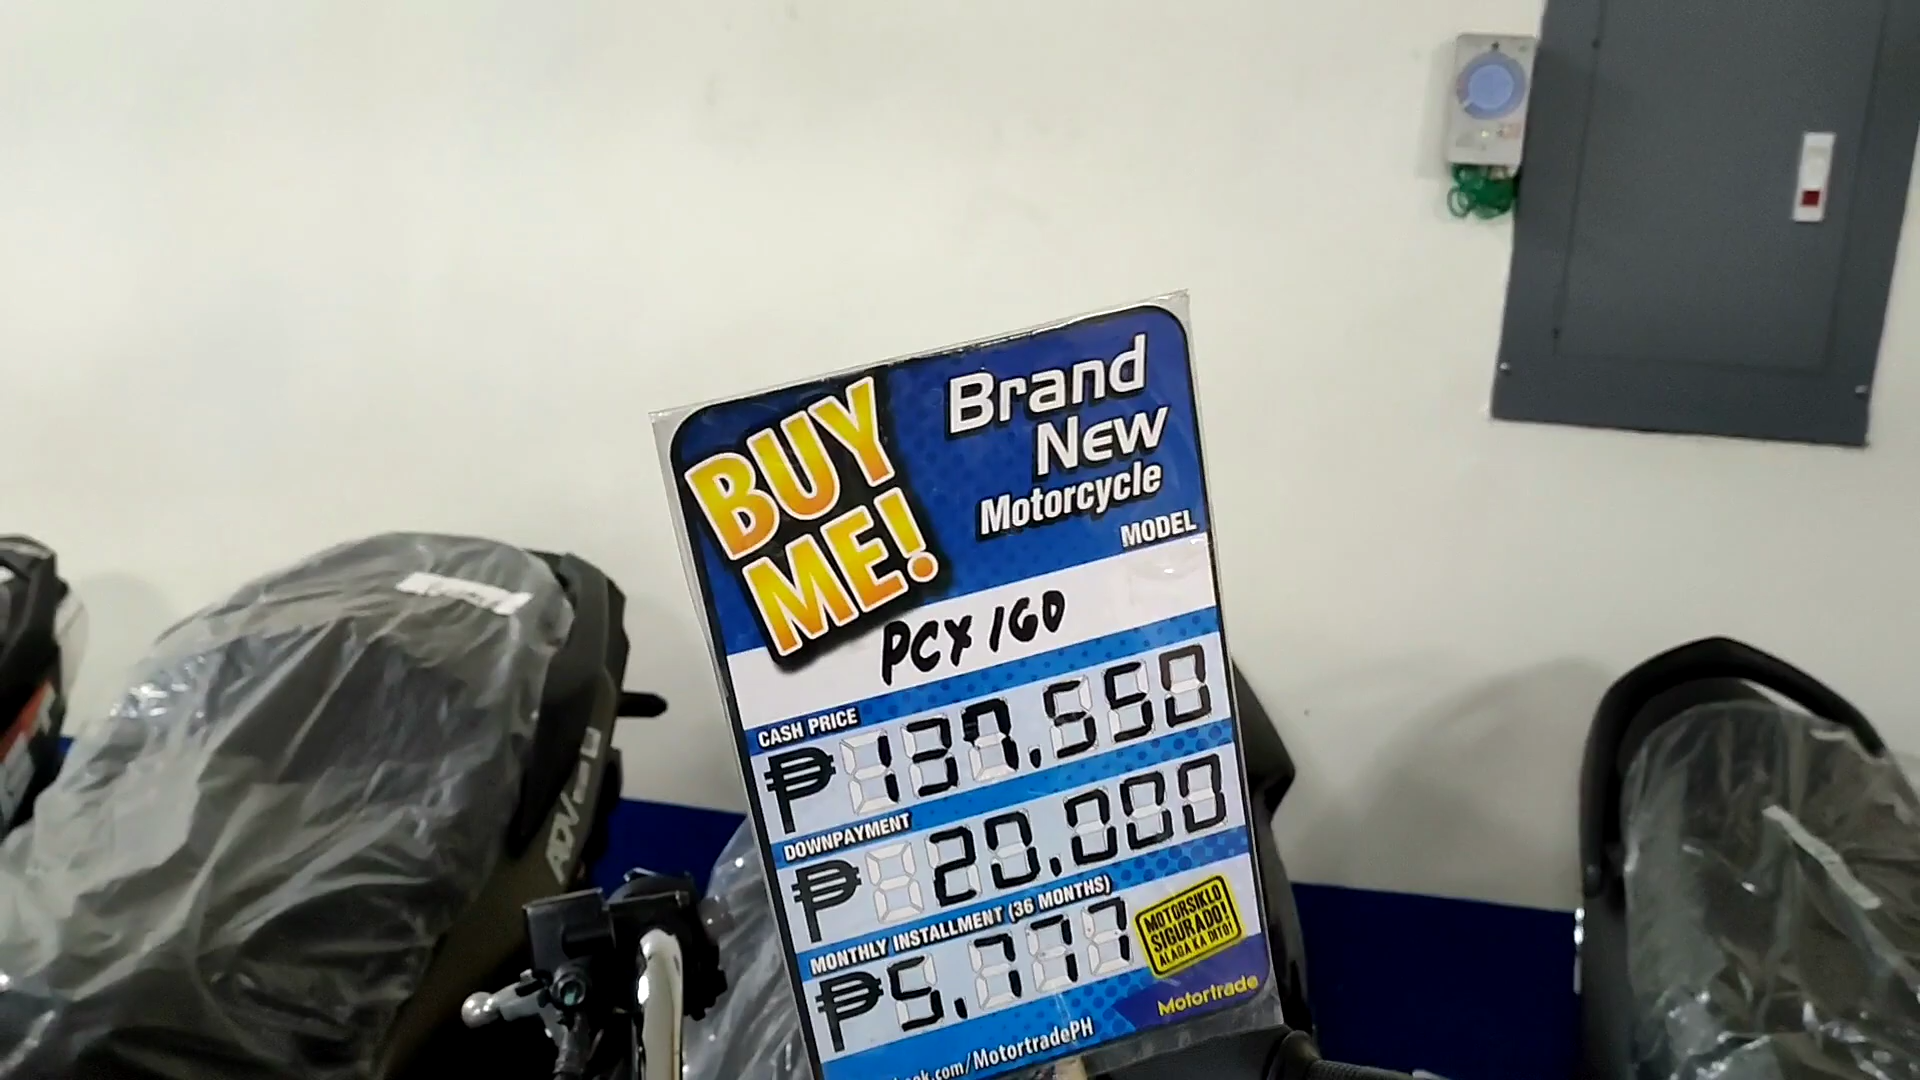 BUY
ME!
Brand
New
Motorcycle
MODEL
PCX 160
CASH PRICE
₱ 137.550
DOWNPAYMENT
₱ 20.000
MONTHLY INSTALLMENT (36 MONTHS)
₱5.777
MOTORSIKLO
SIGURADO!
ALAGA KA DITO!
Motortrade
ook.com/MotortradePH
ADV